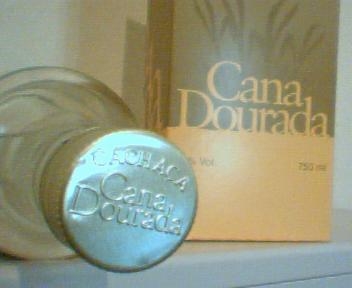 Cana
Dourada
% Vol.
750 ml
CACHAÇA
Cana
Dourada